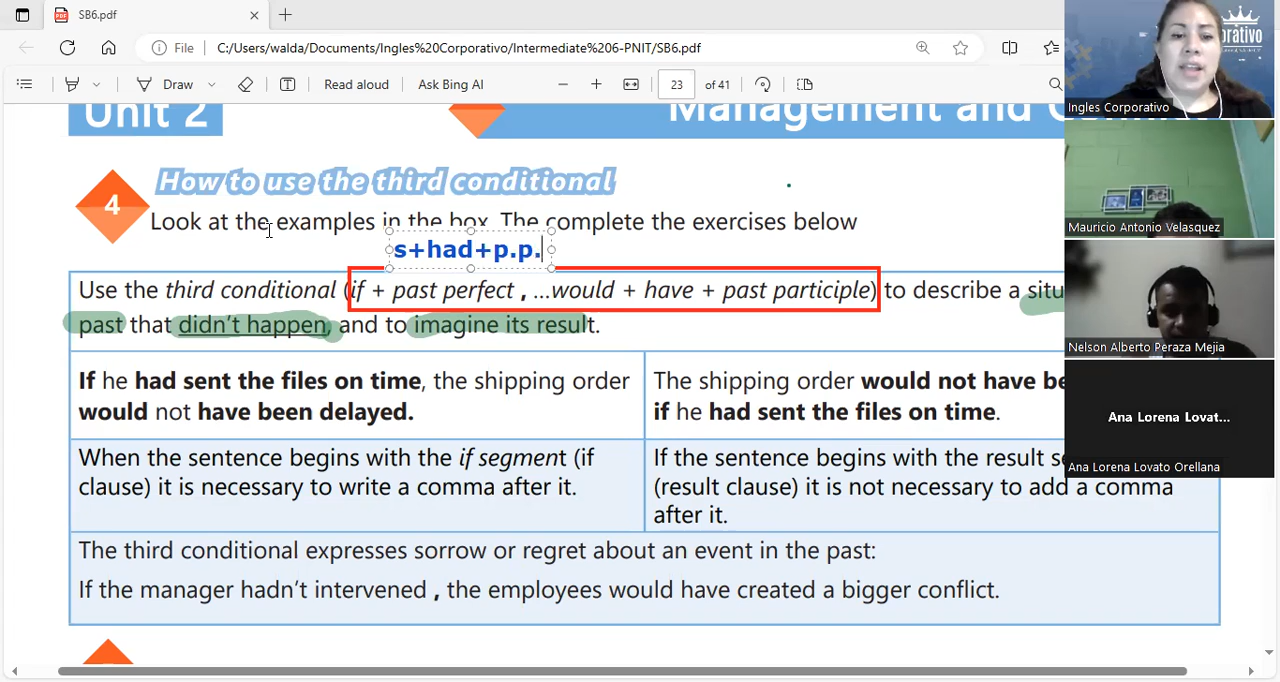 SB6.pdf
File C:/Users/walda/Documents/Ingles%20Corporativo/Intermediate%206-PNIT/SB6.pdf
Draw Read aloud Ask Bing AI 23 of 41
Unit 2 Management and
4 How to use the third conditional
Look at the examples in the box. The complete the exercises below
s+had+p.p.
Use the third conditional (if + past perfect , ...would + have + past participle) to describe a
past that didn't happen, and to imagine its result.
If he had sent the files on time, the shipping order
would not have been delayed.
The shipping order would not have
if he had sent the files on time.
When the sentence begins with the if segment (if
clause) it is necessary to write a comma after it.
If the sentence begins with the result
(result clause) it is not necessary to add a comma
after it.
The third conditional expresses sorrow or regret about an event in the past:
If the manager hadn't intervened , the employees would have created a bigger conflict.
Ingles Corporativo
Mauricio Antonio Velasquez
Nelson Alberto Peraza Mejia
Ana Lorena Lovat...
Ana Lorena Lovato Orellana